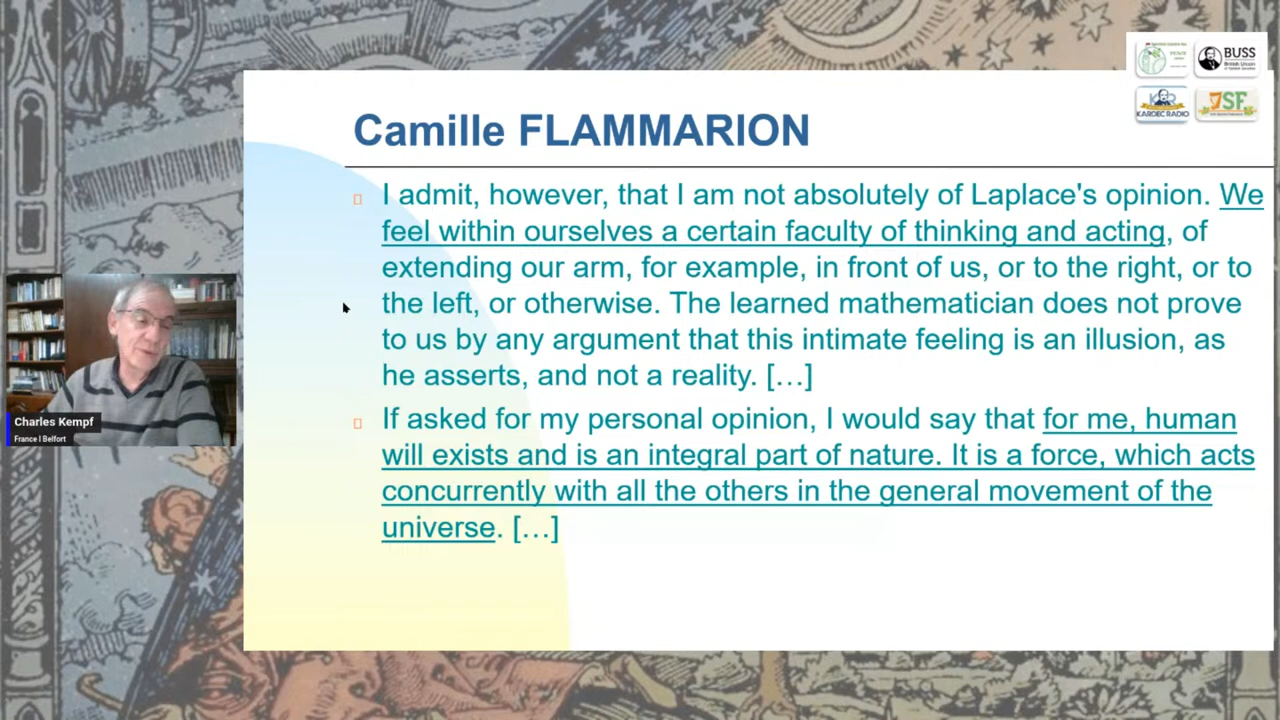 BUSS
KARDEC RADIO
Camille FLAMMARION
I admit, however, that I am not absolutely of Laplace's opinion. We
feel within ourselves a certain faculty of thinking and acting, of
extending our arm, for example, in front of us, or to the right, or to
the left, or otherwise. The learned mathematician does not prove
to us by any argument that this intimate feeling is an illusion, as
he asserts, and not a reality. […]
If asked for my personal opinion, I would say that for me, human
will exists and is an integral part of nature. It is a force, which acts
concurrently with all the others in the general movement of the
universe. […]
Charles Kempf
France I Belfort